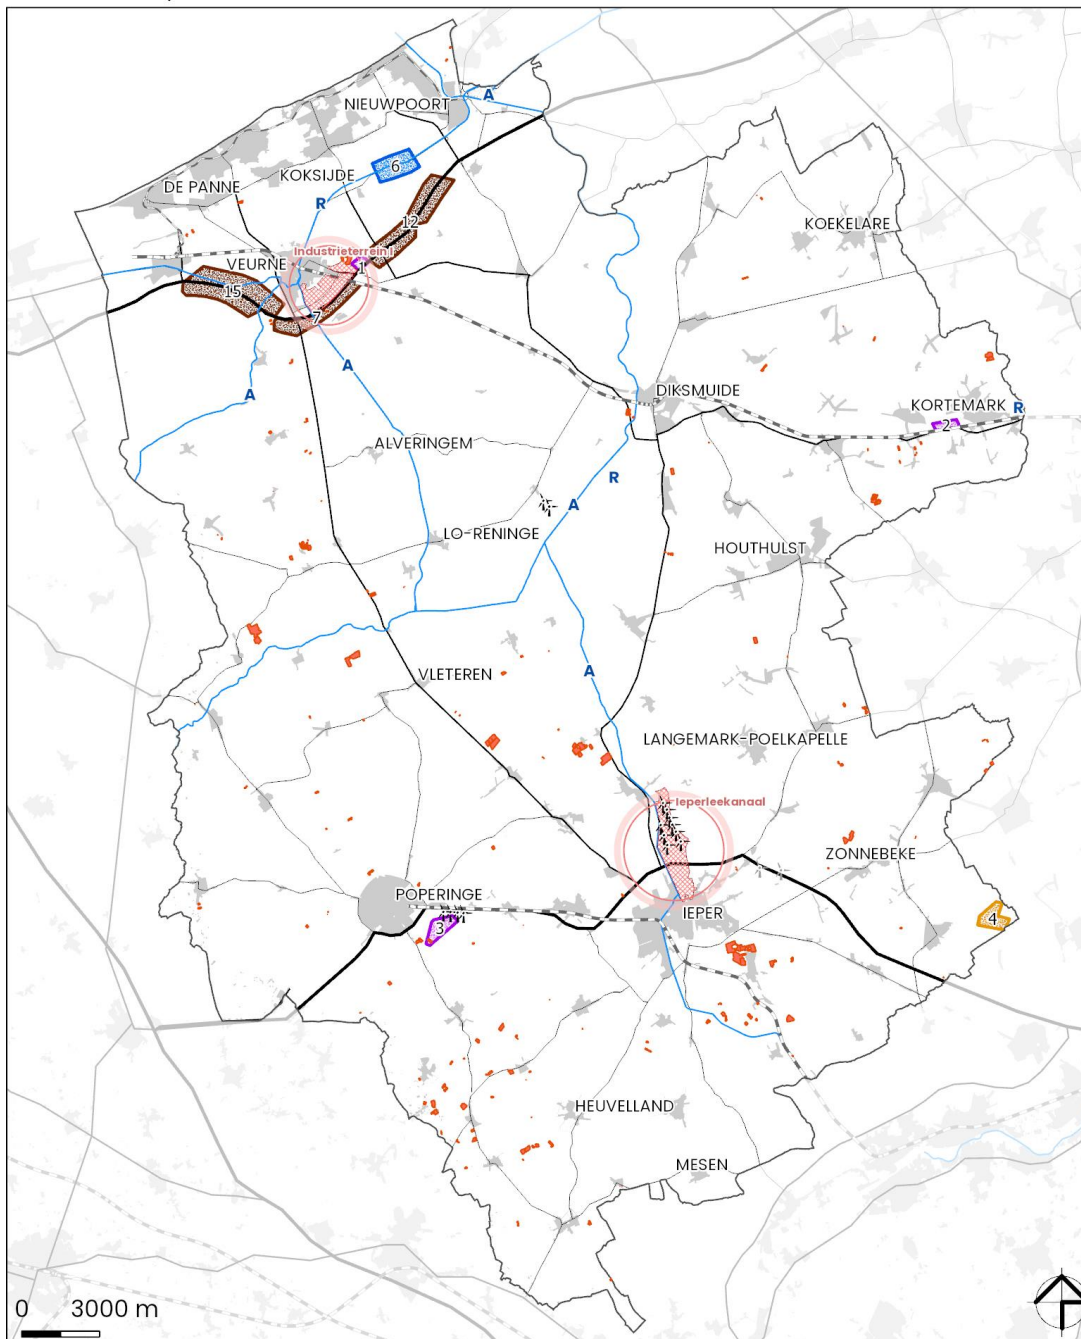 NIEUWPOORT
A
6
KOKSIJDE
DE PANNE
R
12
KOEKELARE
Industrieterrein I
VEURNE
1
15
7
A
A
DIKSMUIDE
KORTEMARK
R
2
ALVERINGEM
R
A
LO-RENINGE
HOUTHULST
A
VLETEREN
LANGEMARK-POELKAPELLE
Ieperleekanaal
ZONNEBEKE
POPERINGE
IEPER
4
3
HEUVELLAND
MESEN
0 3000 m